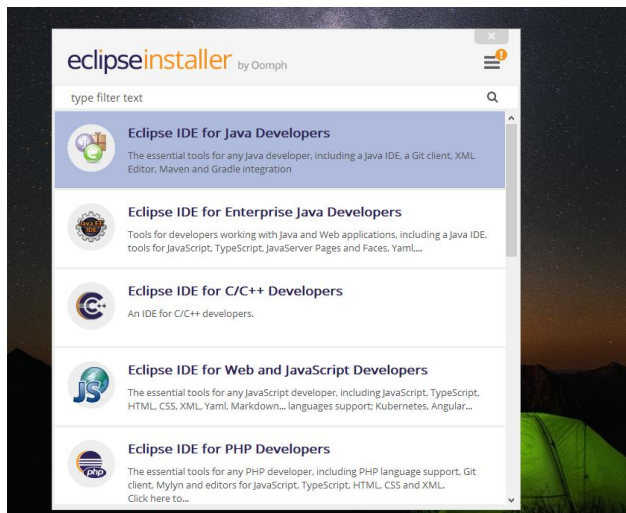 eclipseinstaller by Oomph
type filter text
Eclipse IDE for Java Developers
The essential tools for any Java developer, including a Java IDE, a Git client, XML
Editor, Maven and Gradle integration
JAVA EE
IDE
Eclipse IDE for Enterprise Java Developers
Tools for developers working with Java and Web applications, including a Java IDE,
tools for JavaScript, TypeScript, JavaServer Pages and Faces, Yaml,...
C++
Eclipse IDE for C/C++ Developers
An IDE for C/C++ developers.
JS
Eclipse IDE for Web and JavaScript Developers
The essential tools for any JavaScript developer, including JavaScript, TypeScript,
HTML, CSS, XML, Yaml, Markdown... languages support; Kubernetes, Angular...
php
Eclipse IDE for PHP Developers
The essential tools for any PHP developer, including PHP language support, Git
client, Mylyn and editors for JavaScript, TypeScript, HTML, CSS and XML.
Click here to...